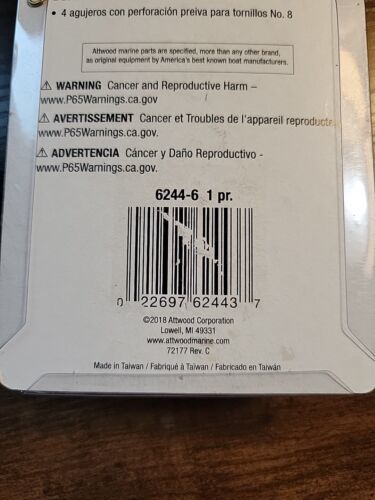 • 4 agujeros con perforación preiva para tornillos No. 8
Attwood marine parts are specified, more than any other brand,
as original equipment by America's best known boat manufacturers.
⚠ WARNING Cancer and Reproductive Harm –
www.P65Warnings.ca.gov
⚠ AVERTISSEMENT Cancer et Troubles de l'appareil reproducte
www.P65Warnings.ca.gov.
⚠ ADVERTENCIA Cáncer y Daño Reproductivo -
www.P65Warnings.ca.gov.
6244-6 1 pr.
0 22697 62443 7
©2018 Attwood Corporation
Lowell, MI 49331
www.attwoodmarine.com
72177 Rev. C
Made in Taiwan / Fabriqué à Taiwan / Fabricado en Taiwán